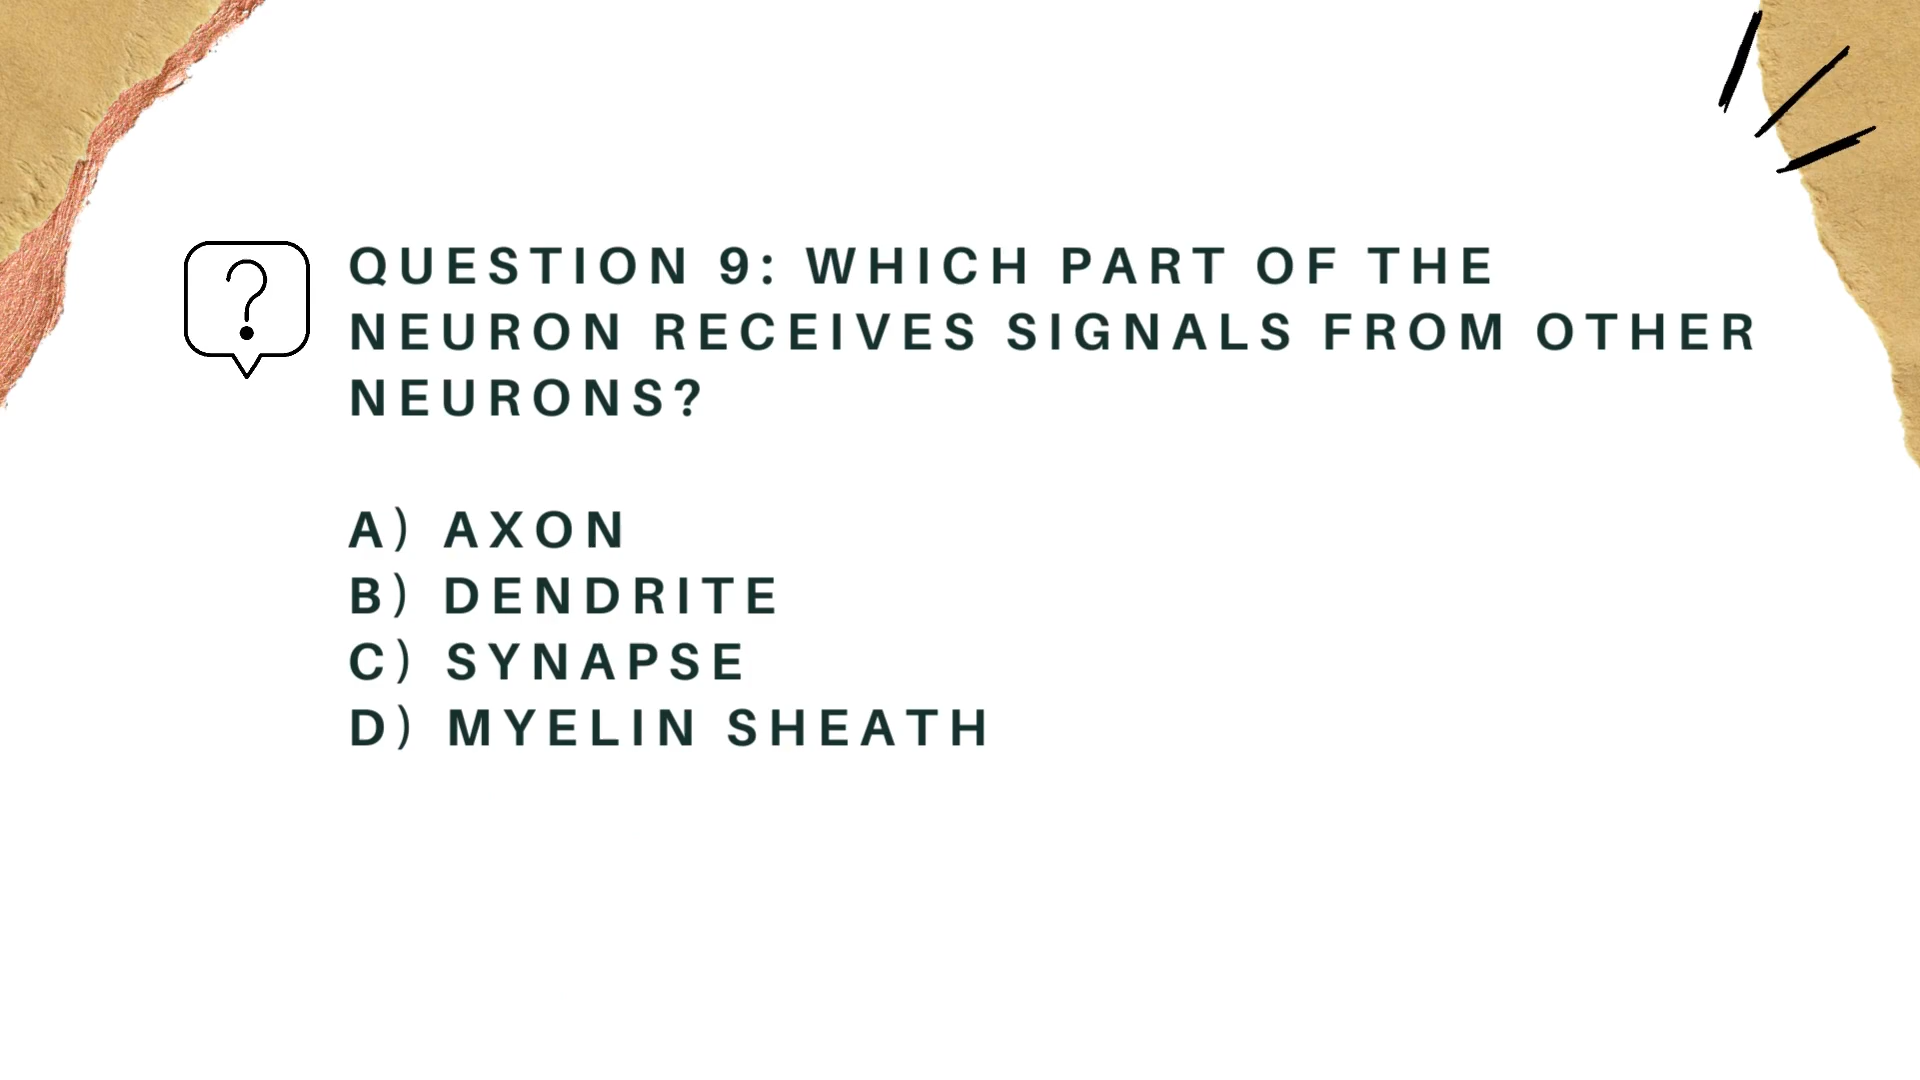 QUESTION 9: WHICH PART OF THE
NEURON RECEIVES SIGNALS FROM OTHER
NEURONS?
A) AXON
B) DENDRITE
C) SYNAPSE
D) MYELIN SHEATH